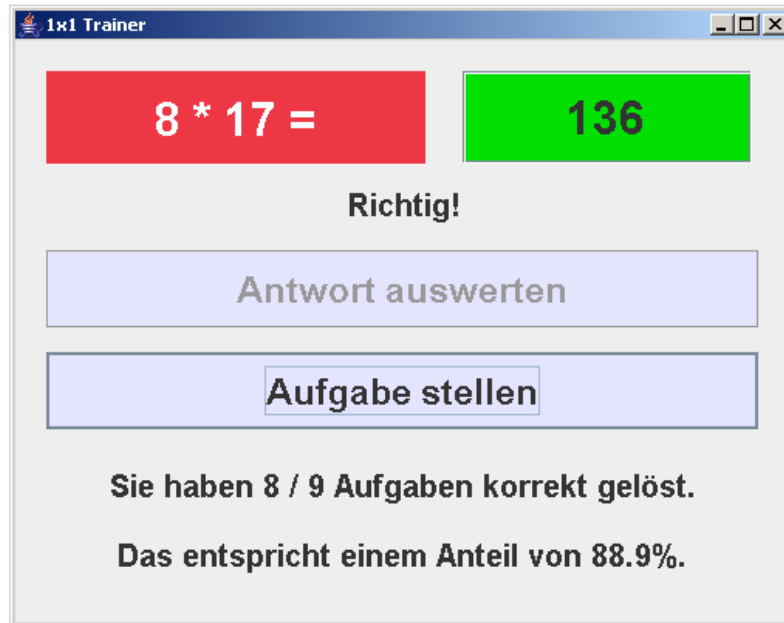 1x1 Trainer
8 * 17 =
136
Richtig!
Antwort auswerten
Aufgabe stellen
Sie haben 8 / 9 Aufgaben korrekt gelöst.
Das entspricht einem Anteil von 88.9%.